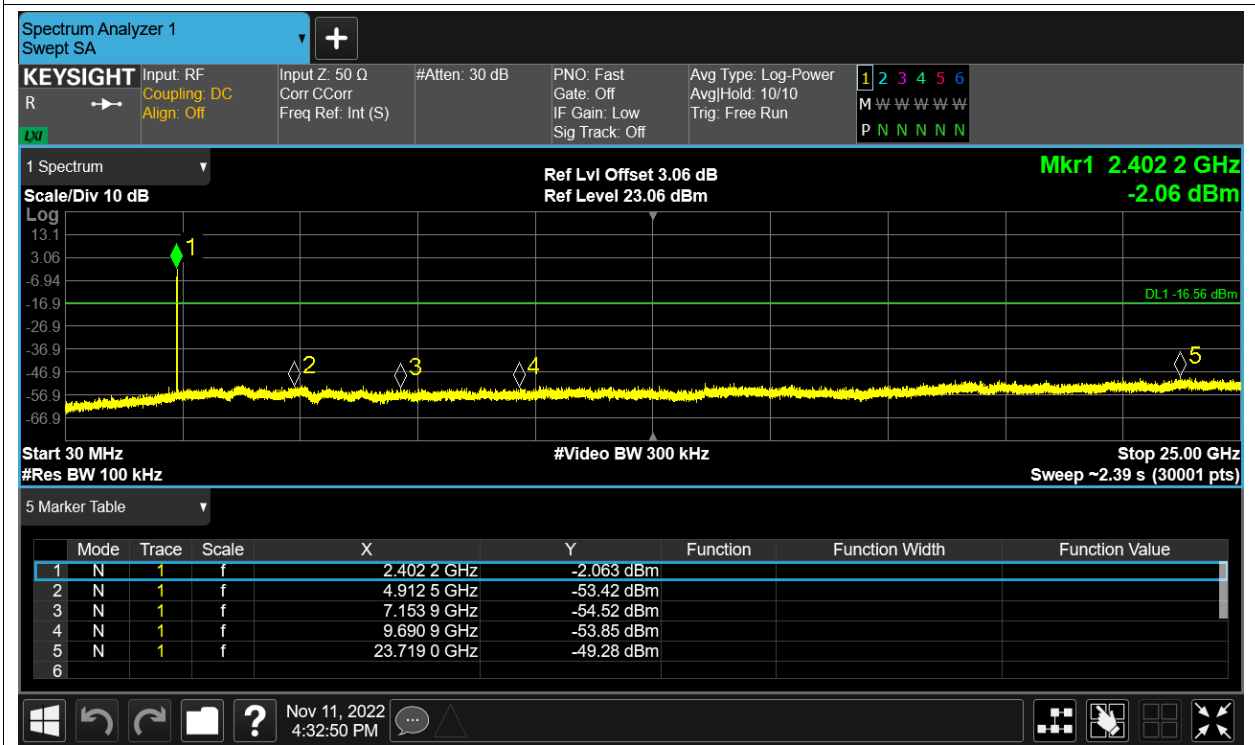 Spectrum Analyzer 1
Swept SA
KEYSIGHT Input: RF Input Z: 50 Ω #Atten: 30 dB PNO: Fast Avg Type: Log-Power 1 2 3 4 5 6
R Coupling: DC Corr CCorr Gate: Off Avg|Hold: 10/10 M W W W W W
Align: Off Freq Ref: Int (S) IF Gain: Low Trig: Free Run
LXI Sig Track: Off P N N N N N
1 Spectrum Ref Lvl Offset 3.06 dB Mkr1 2.402 2 GHz
Scale/Div 10 dB Ref Level 23.06 dBm -2.06 dBm
Log
13.1
1
3.06
-6.94
DL1 -16.56 dBm
-16.9
-26.9
-36.9
2 3 4 5
-46.9
-56.9
-66.9
Start 30 MHz #Video BW 300 kHz Stop 25.00 GHz
#Res BW 100 kHz Sweep ~2.39 s (30001 pts)
5 Marker Table
Mode Trace Scale X Y Function Function Width Function Value
1 N 1 f 2.402 2 GHz -2.063 dBm
2 N 1 f 4.912 5 GHz -53.42 dBm
3 N 1 f 7.153 9 GHz -54.52 dBm
4 N 1 f 9.690 9 GHz -53.85 dBm
5 N 1 f 23.719 0 GHz -49.28 dBm
6
? Nov 11, 2022
4:32:50 PM